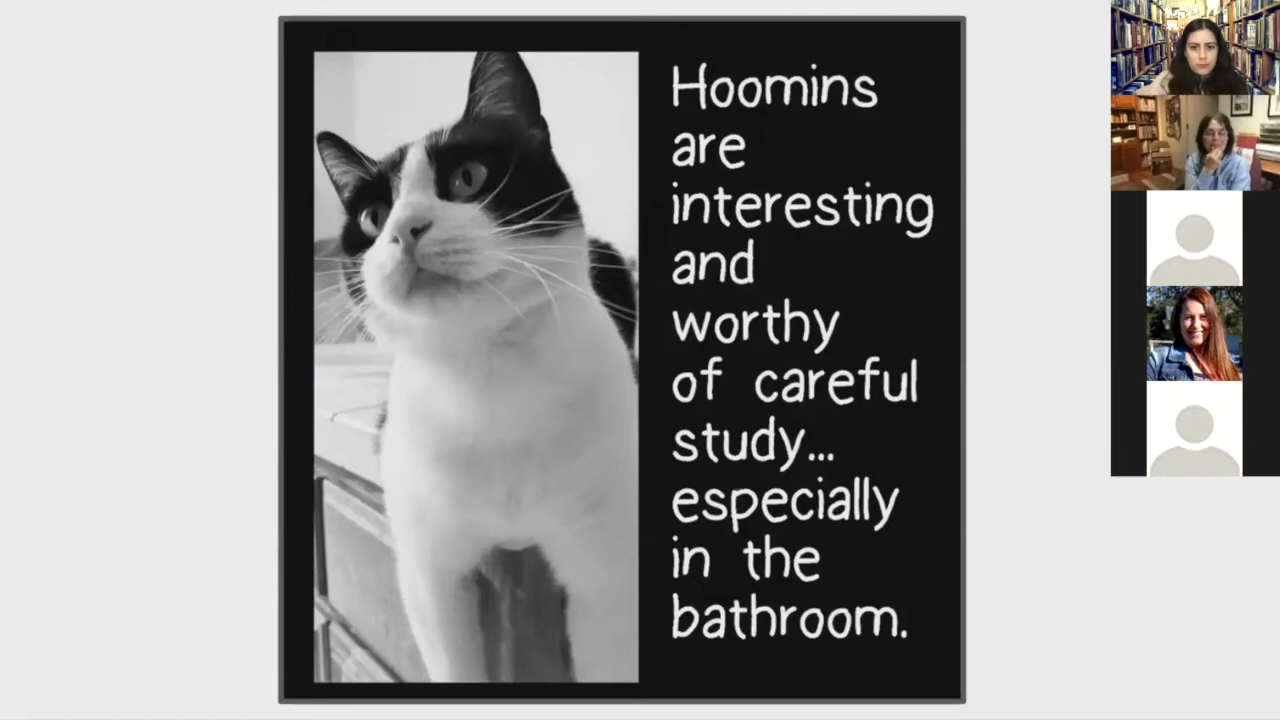 Hoomins
are
interesting
and
worthy
of careful
study...
especially
in the
bathroom.